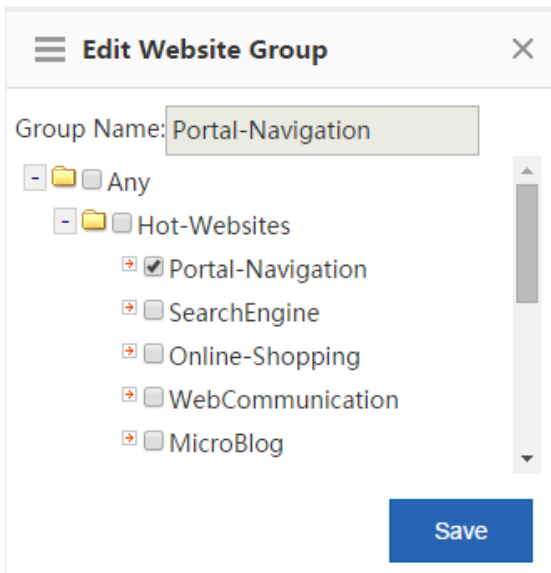 Edit Website Group
Group Name: Portal-Navigation
Any
Hot-Websites
Portal-Navigation
SearchEngine
Online-Shopping
WebCommunication
MicroBlog
Save